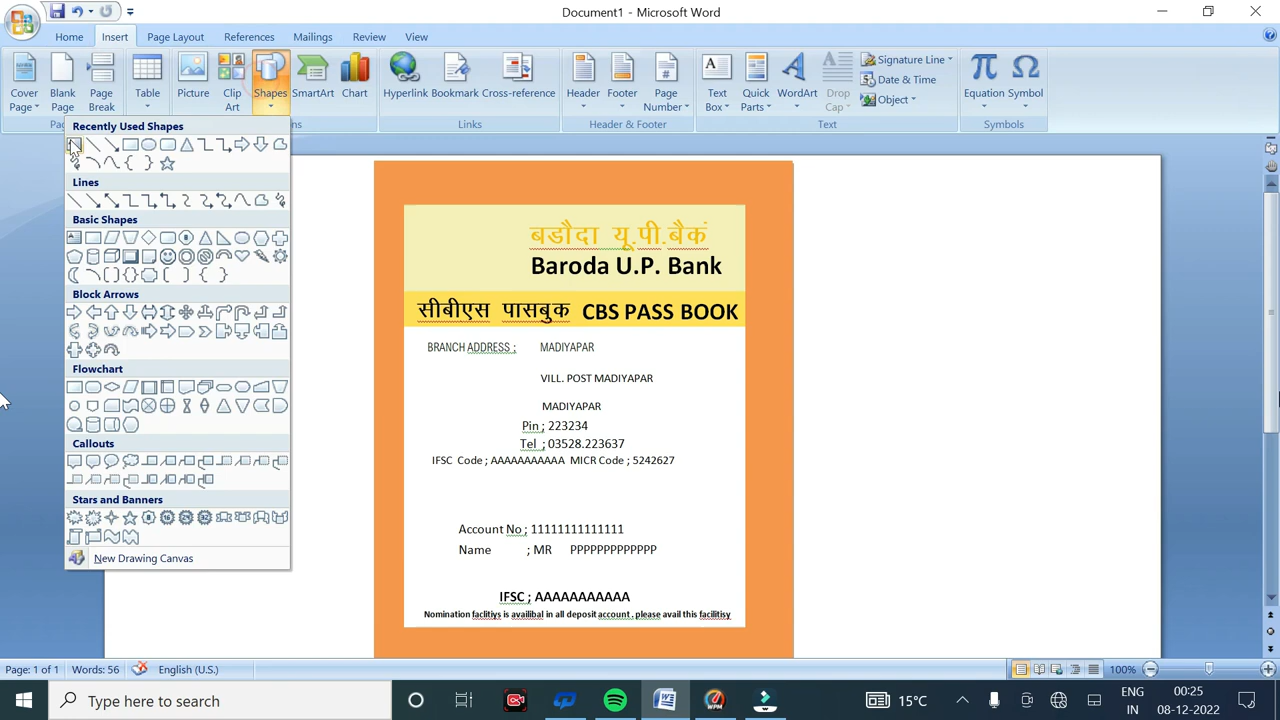 Document1 - Microsoft Word
Home Insert Page Layout References Mailings Review View
Cover Page Blank Page Page Break Table Picture Clip Art Shapes SmartArt Chart Hyperlink Bookmark Cross-reference Header Footer Page Number Text Box Quick Parts WordArt Drop Cap Equation Symbol
Signature Line
Date & Time
Object
Links Header & Footer Text Symbols
Recently Used Shapes
Lines
Basic Shapes
Block Arrows
Flowchart
Callouts
Stars and Banners
New Drawing Canvas
बडौदा यू.पी.बैकं
Baroda U.P. Bank
सीबीएस पासबुक CBS PASS BOOK
BRANCH ADDRESS ; MADIYAPAR
VILL. POST MADIYAPAR
MADIYAPAR
Pin ; 223234
Tel ; 03528.223637
IFSC Code ; AAAAAAAAAAA MICR Code ; 5242627
Account No ; 11111111111111
Name ; MR PPPPPPPPPPPPP
IFSC ; AAAAAAAAAAA
Nomination faclitiys is availibal in all deposit account . please avail this facilitisy
Page: 1 of 1 Words: 56 English (U.S.) 100%
Type here to search
15°C
ENG
IN
00:25
08-12-2022